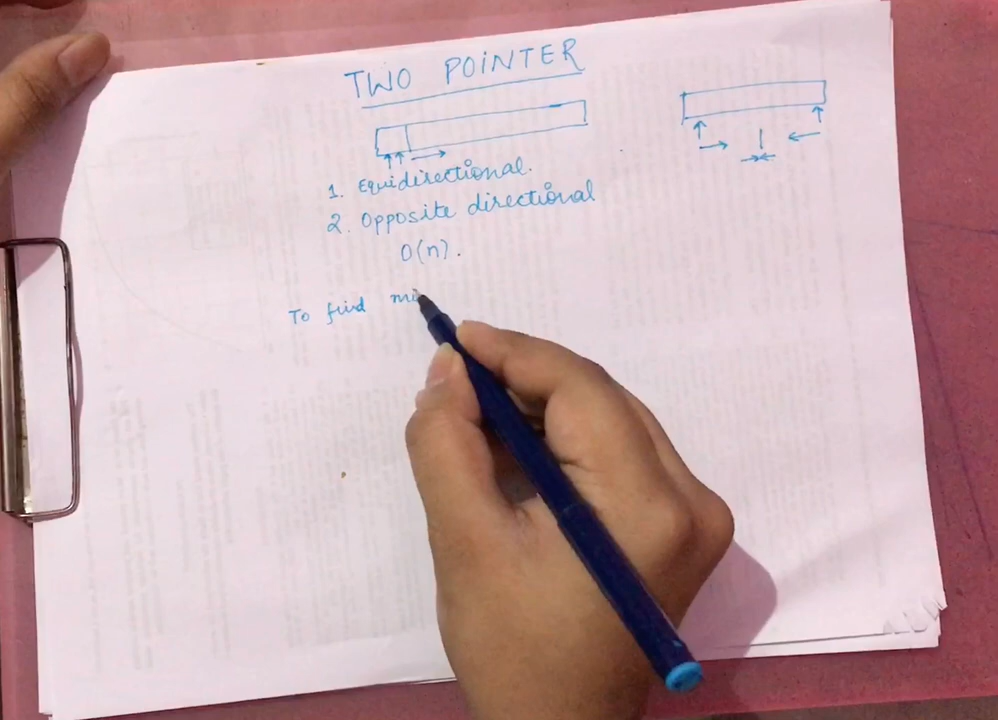 TWO POINTER
1. Equidirectional.
2. Opposite directional
O(n).
To find